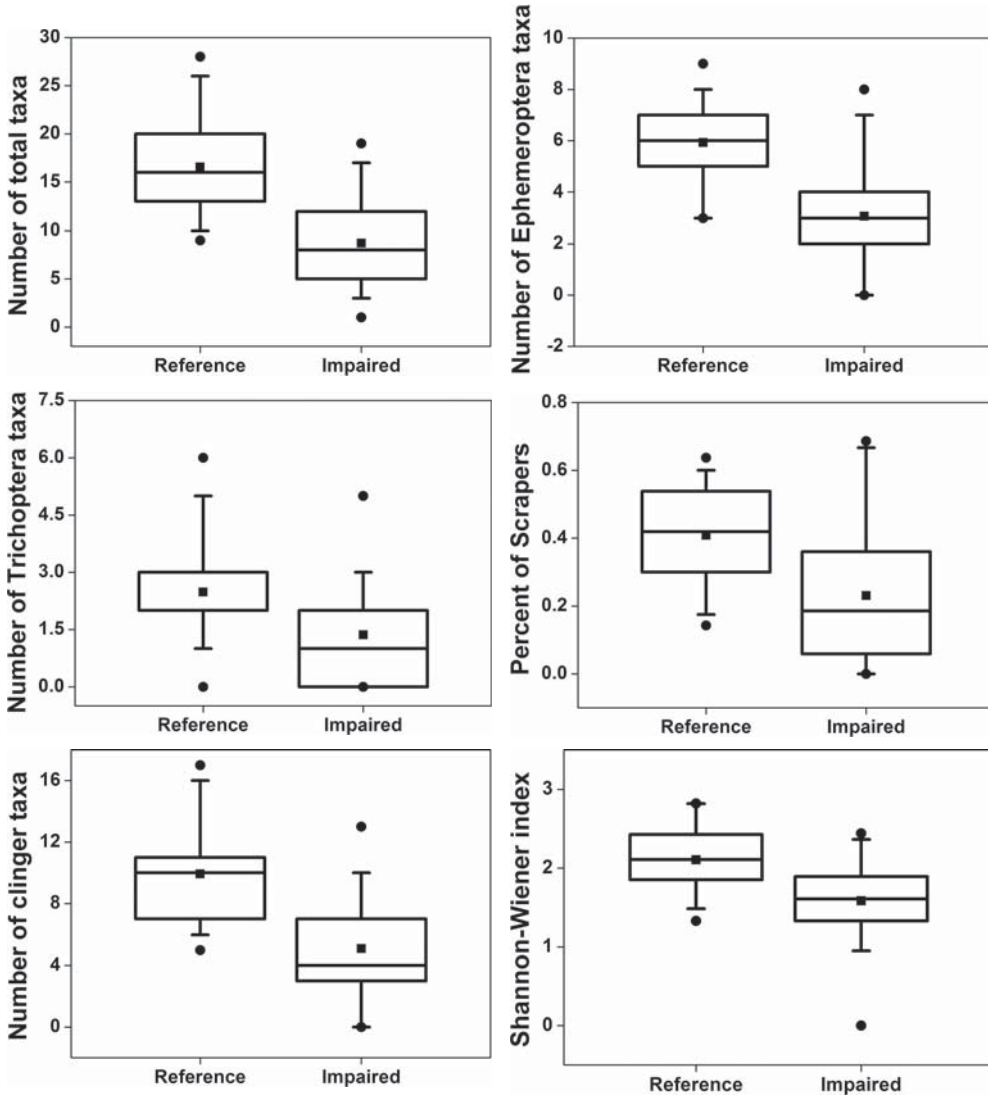 Number of total taxa
30
25
20
15
10
5
0
Reference Impaired
Number of Ephemeroptera taxa
10
8
6
4
2
0
-2
Reference Impaired
Number of Trichoptera taxa
7.5
6.0
4.5
3.0
1.5
0.0
Reference Impaired
Percent of Scrapers
0.8
0.6
0.4
0.2
0.0
Reference Impaired
Number of clinger taxa
16
12
8
4
0
Reference Impaired
Shannon-Wiener index
3
2
1
0
Reference Impaired